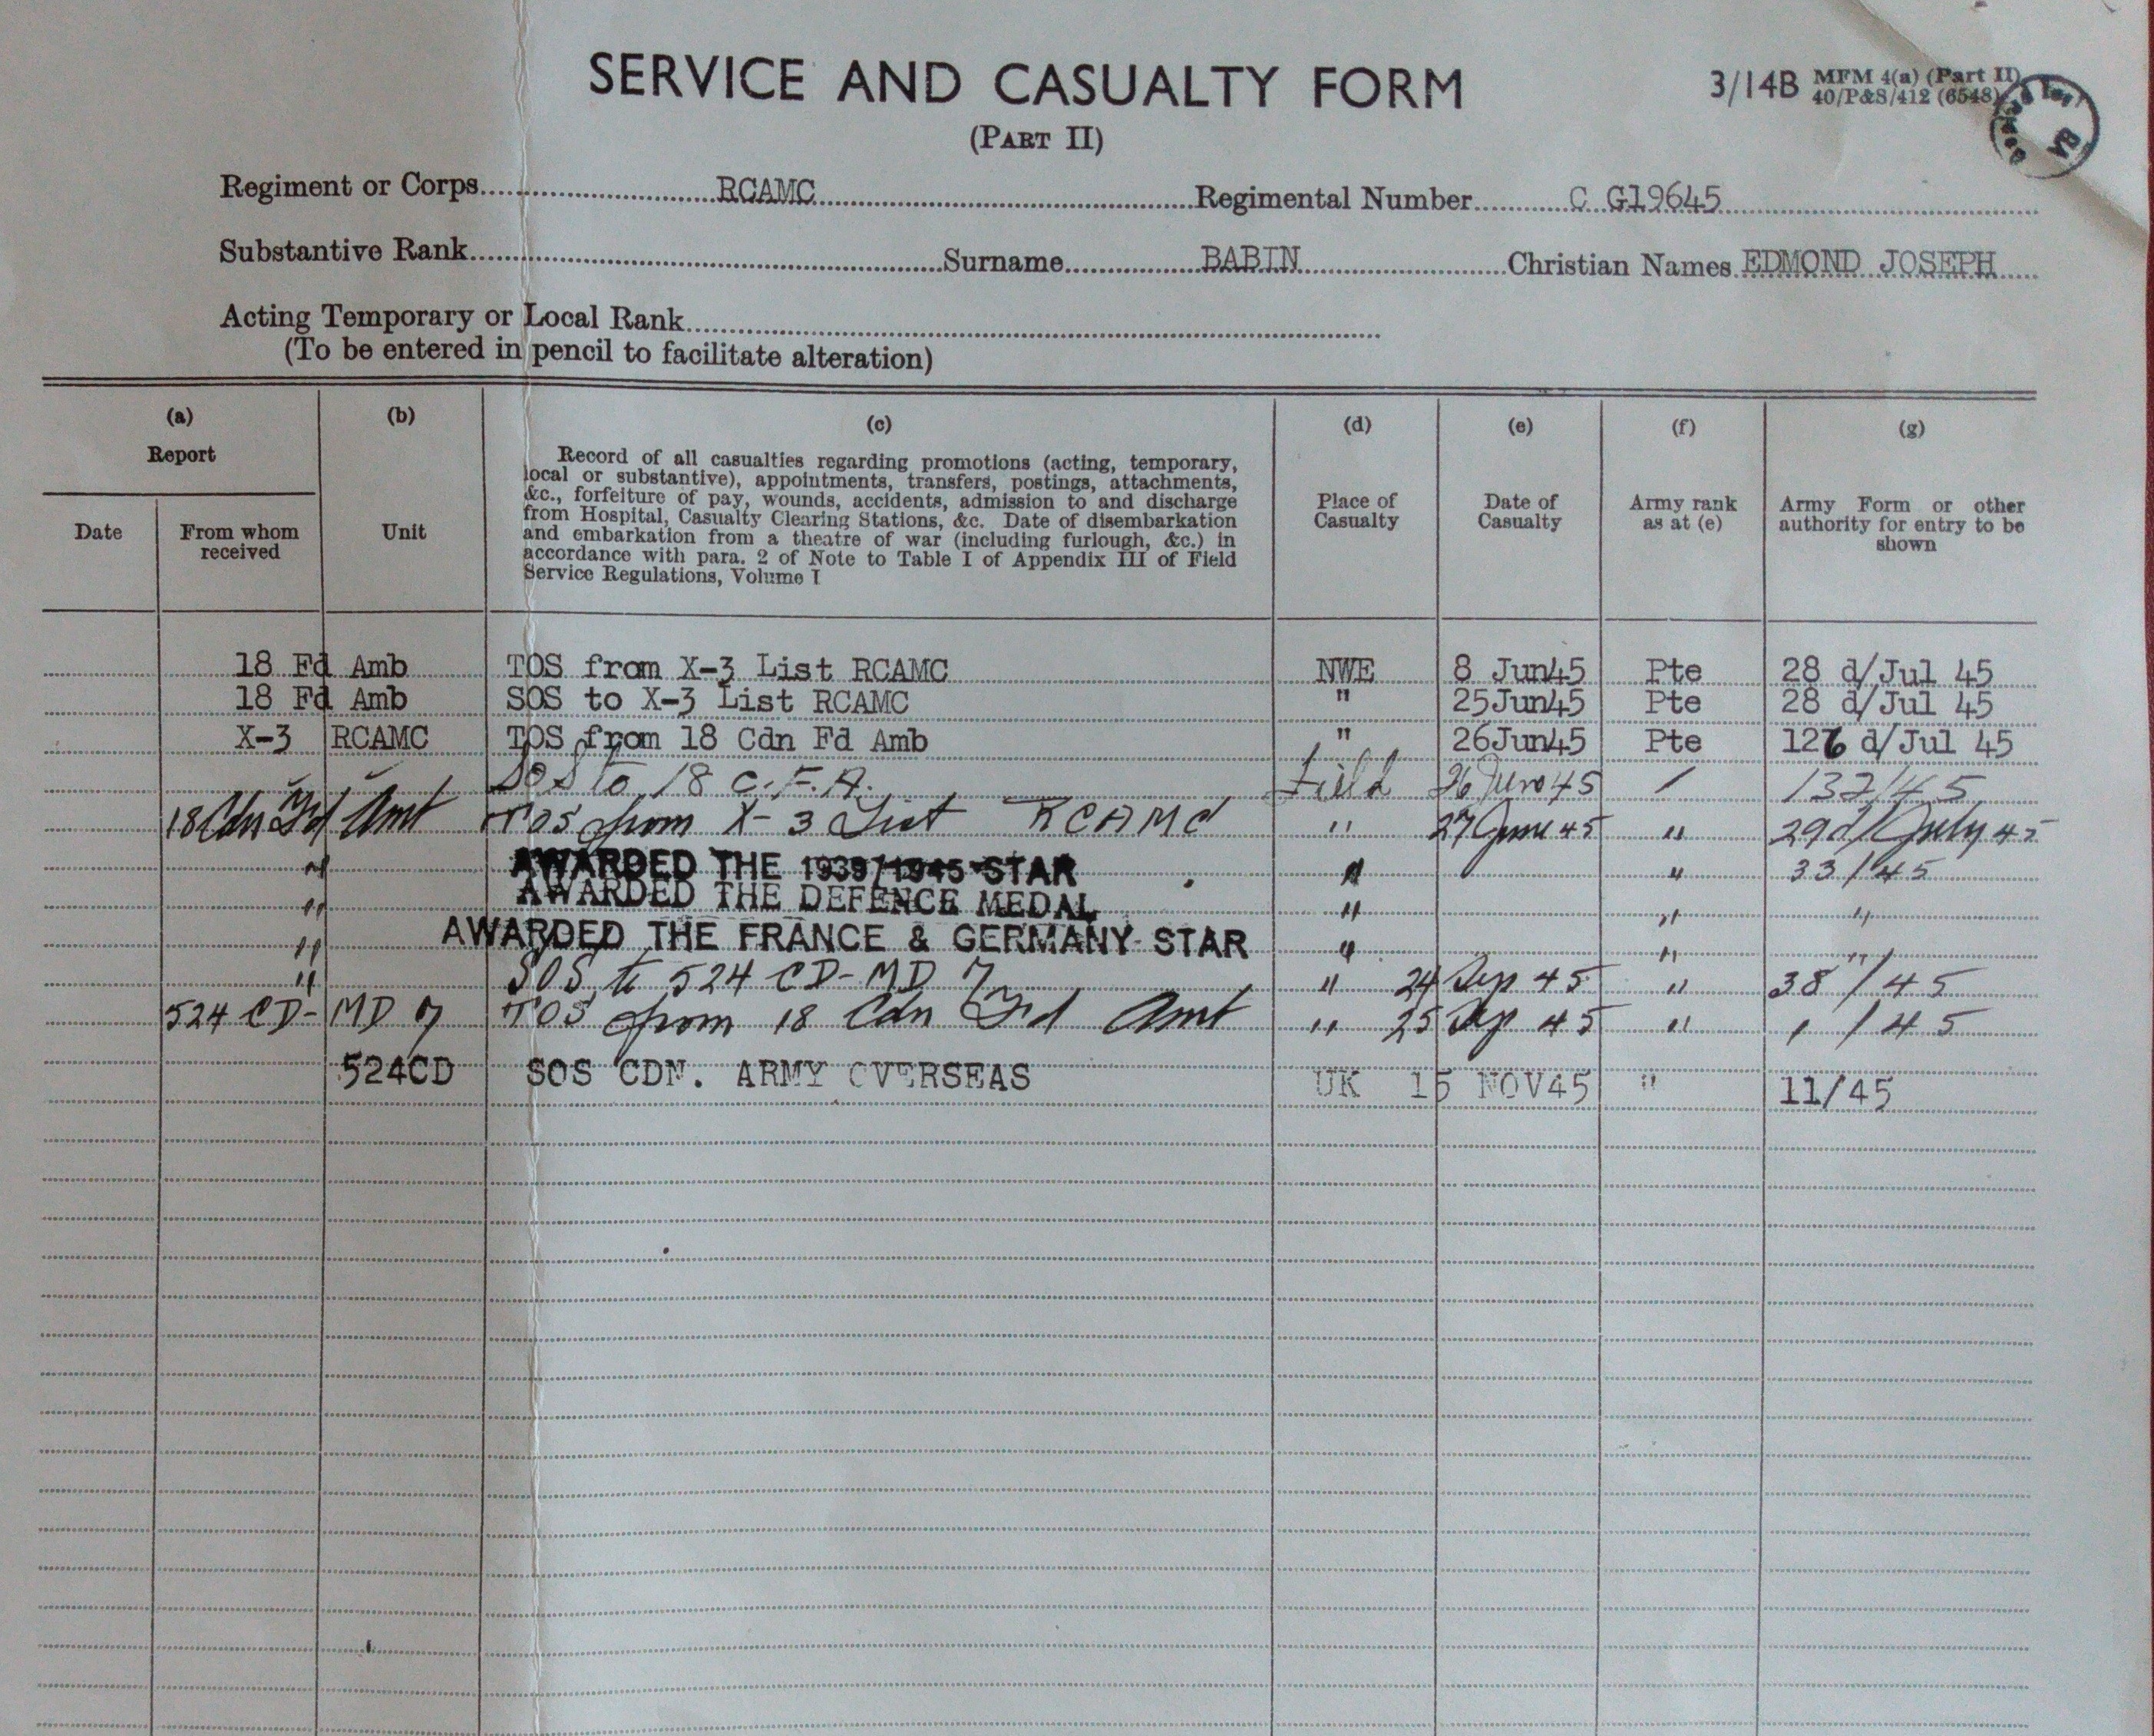 SERVICE AND CASUALTY FORM
3/14B MFM 4(a) (Part II)
40/P&S/412 (6548)
(PART II)
Regiment or Corps RCAMC Regimental Number C G19645
Substantive Rank Surname BABIN Christian Names EDMOND JOSEPH
Acting Temporary or Local Rank
(To be entered in pencil to facilitate alteration)
(a) (b) (c) (d) (e) (f) (g)
Report
Date
From whom
received
Unit
Record of all casualties regarding promotions (acting, temporary,
local or substantive), appointments, transfers, postings, attachments,
&c., forfeiture of pay, wounds, accidents, admission to and discharge
from Hospital, Casualty Clearing Stations, &c. Date of disembarkation
and embarkation from a theatre of war (including furlough, &c.) in
accordance with para. 2 of Note to Table I of Appendix III of Field
Service Regulations, Volume I
Place of
Casualty
Date of
Casualty
Army rank
as at (e)
Army Form or other
authority for entry to be
shown
18 Fd Amb TOS from X-3 List RCAMC NWE 8 Jun45 Pte 28 d/Jul 45
18 Fd Amb SOS to X-3 List RCAMC " 25Jun45 Pte 28 d/Jul 45
X-3 RCAMC TOS from 18 Cdn Fd Amb " 26Jun45 Pte 126 d/Jul 45
SOS to 18 C.F.A. Field 26 June 45 / 132/45
18 Cdn Fd Amb TOS from X-3 List RCAMC " 27 June 45 " 29 d/July 45
" AWARDED THE 1939/1945 STAR " " 33/45
" AWARDED THE DEFENCE MEDAL " " "
" AWARDED THE FRANCE & GERMANY STAR " " "
" SOS to 524 CD-MD 7 " 24 Sep 45 " 38/45
524 CD-MD 7 TOS from 18 Cdn Fd Amb " 25 Sep 45 " 1/45
524CD SOS CDN. ARMY OVERSEAS UK 15 NOV45 " 11/45